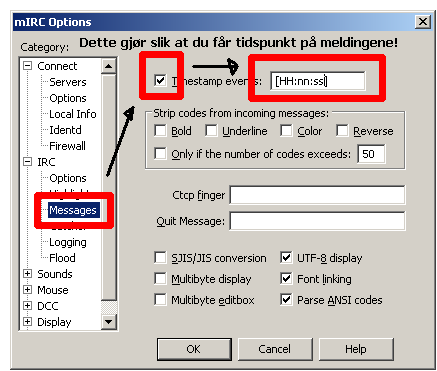 mIRC Options
Category:
Dette gjør slik at du får tidspunkt på meldingene!
Connect
Servers
Options
Local Info
Identd
Firewall
IRC
Options
Messages
Logging
Flood
Sounds
Mouse
DCC
Display
Timestamp events: [HH:nn:ss]
Strip codes from incoming messages:
Bold Underline Color Reverse
Only if the number of codes exceeds: 50
Ctcp finger
Quit Message:
SJIS/JIS conversion UTF-8 display
Multibyte display Font linking
Multibyte editbox Parse ANSI codes
OK Cancel Help